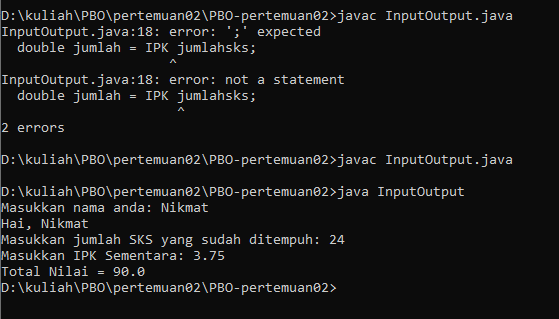 D:\kuliah\PBO\pertemuan02\PBO-pertemuan02>javac InputOutput.java
InputOutput.java:18: error: ';' expected
  double jumlah = IPK jumlahsks;
                     ^
InputOutput.java:18: error: not a statement
  double jumlah = IPK jumlahsks;
                      ^
2 errors
D:\kuliah\PBO\pertemuan02\PBO-pertemuan02>javac InputOutput.java
D:\kuliah\PBO\pertemuan02\PBO-pertemuan02>java InputOutput
Masukkan nama anda: Nikmat
Hai, Nikmat
Masukkan jumlah SKS yang sudah ditempuh: 24
Masukkan IPK Sementara: 3.75
Total Nilai = 90.0
D:\kuliah\PBO\pertemuan02\PBO-pertemuan02>